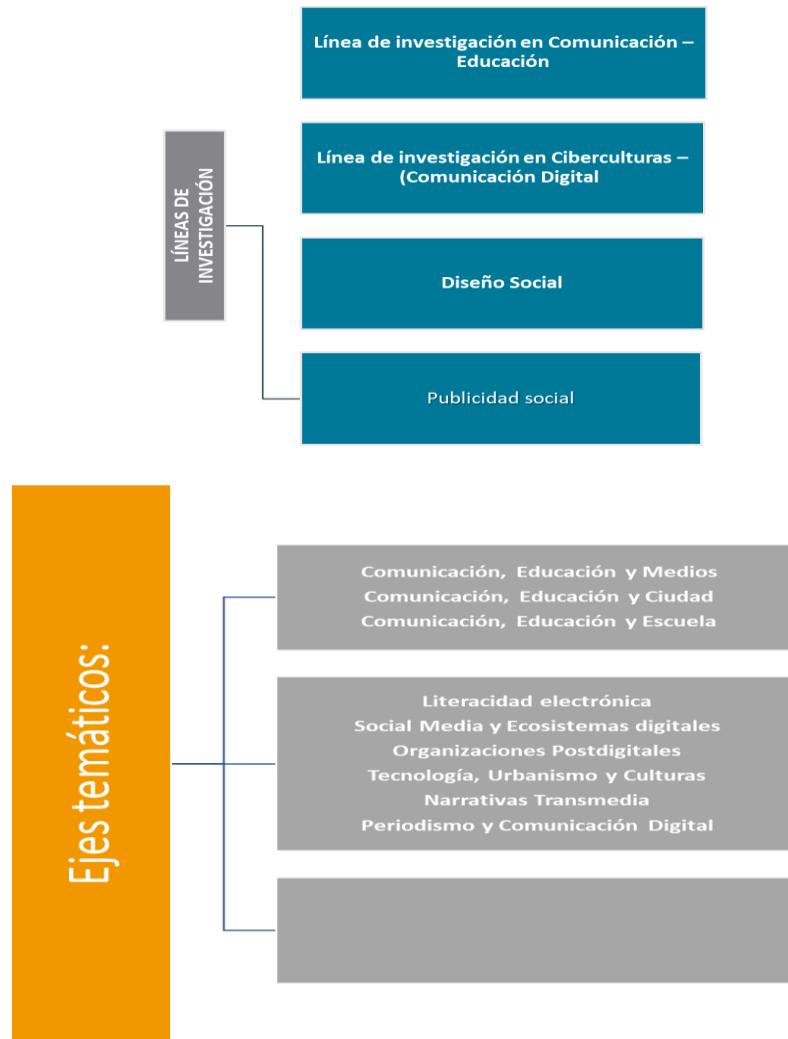 Línea de investigación en Comunicación –
Educación
Línea de investigación en Ciberculturas –
(Comunicación Digital
LÍNEAS DE
INVESTIGACIÓN
Diseño Social
Publicidad social
Ejes temáticos:
Comunicación, Educación y Medios
Comunicación, Educación y Ciudad
Comunicación, Educación y Escuela
Literacidad electrónica
Social Media y Ecosistemas digitales
Organizaciones Postdigitales
Tecnología, Urbanismo y Culturas
Narrativas Transmedia
Periodismo y Comunicación Digital